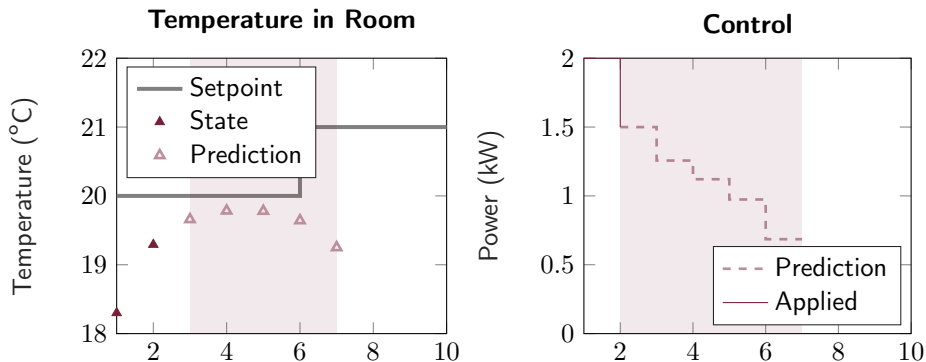 Temperature in Room
22
21
20
19
18
Temperature (°C)
Setpoint
State
Prediction
2 4 6 8 10
Control
2
1.5
1
0.5
0
Power (kW)
Prediction
Applied
2 4 6 8 10